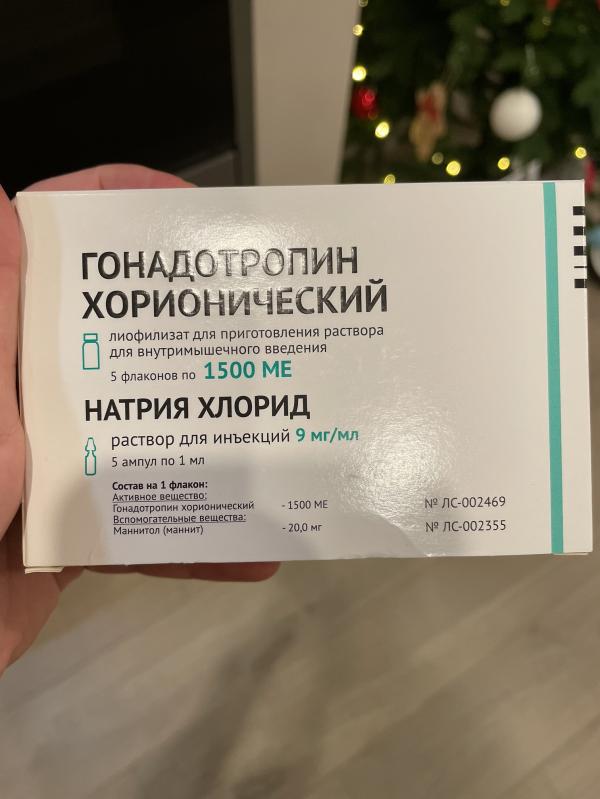 ГОНАДОТРОПИН
ХОРИОНИЧЕСКИЙ
лиофилизат для приготовления раствора
для внутримышечного введения
5 флаконов по 1500 МЕ
НАТРИЯ ХЛОРИД
раствор для инъекций 9 мг/мл
5 ампул по 1 мл
Состав на 1 флакон:
Активное вещество:
Гонадотропин хорионический - 1500 МЕ № ЛС-002469
Вспомогательные вещества:
Маннитол (маннит) - 20,0 мг № ЛС-002355